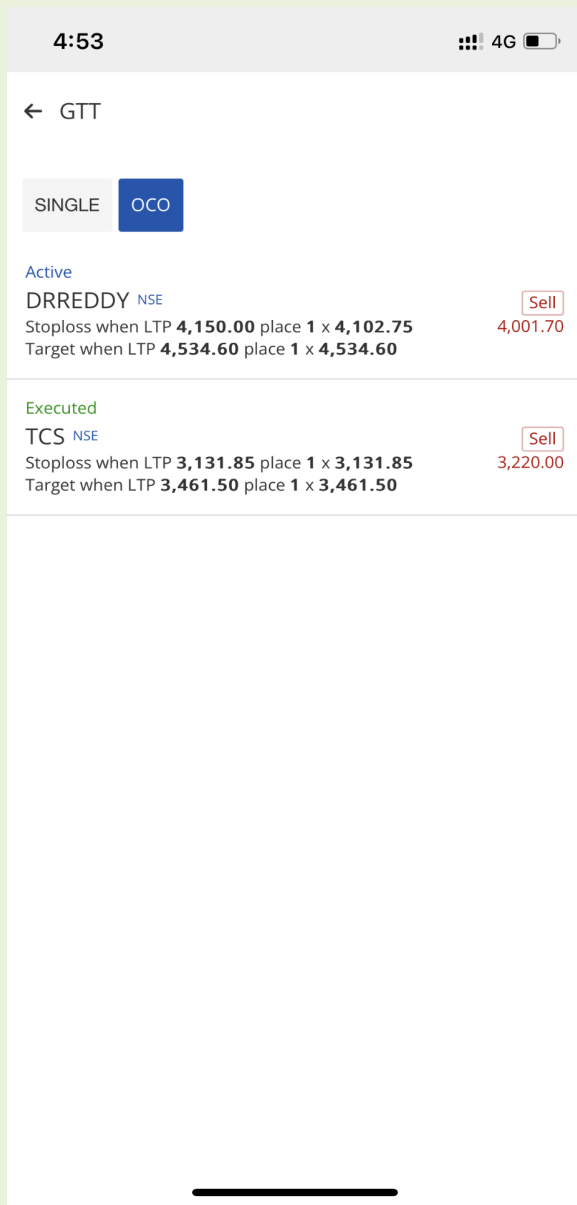 4:53 4G
← GTT
SINGLE OCO
Active
DRREDDY NSE Sell
Stoploss when LTP 4,150.00 place 1 x 4,102.75 4,001.70
Target when LTP 4,534.60 place 1 x 4,534.60
Executed
TCS NSE Sell
Stoploss when LTP 3,131.85 place 1 x 3,131.85 3,220.00
Target when LTP 3,461.50 place 1 x 3,461.50